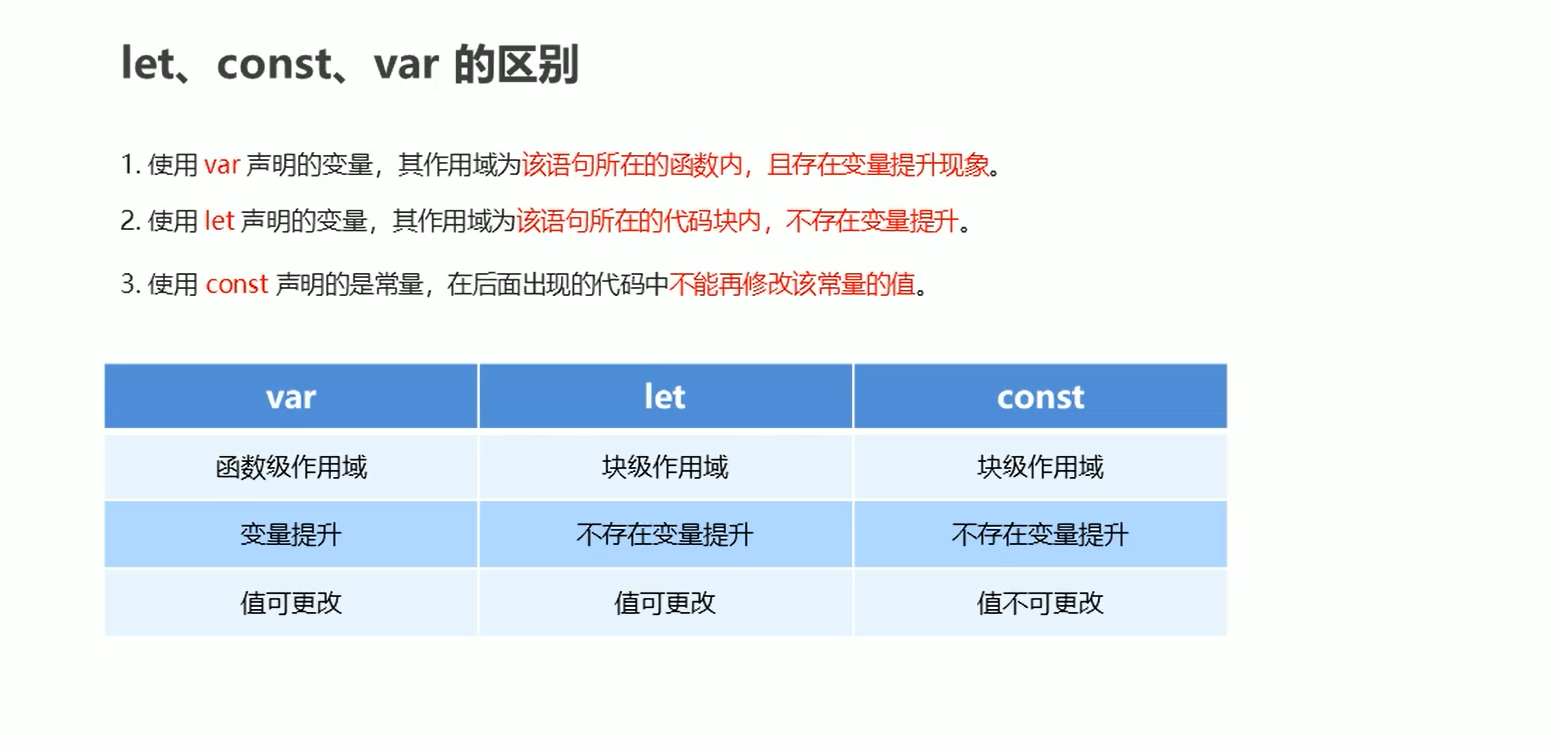 let、const、var 的区别
1. 使用 var 声明的变量，其作用域为该语句所在的函数内，且存在变量提升现象。
2. 使用 let 声明的变量，其作用域为该语句所在的代码块内，不存在变量提升。
3. 使用 const 声明的是常量，在后面出现的代码中不能再修改该常量的值。
var let const
函数级作用域 块级作用域 块级作用域
变量提升 不存在变量提升 不存在变量提升
值可更改 值可更改 值不可更改